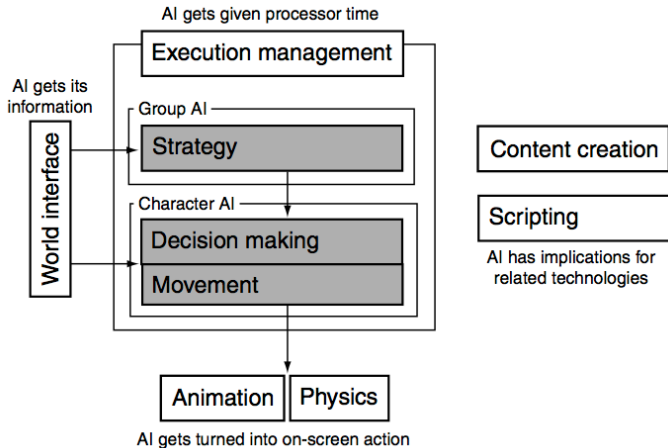 AI gets given processor time
Execution management
AI gets its
information
Group AI
Strategy
World interface
Character AI
Decision making
Movement
Animation
Physics
AI gets turned into on-screen action
Content creation
Scripting
AI has implications for
related technologies